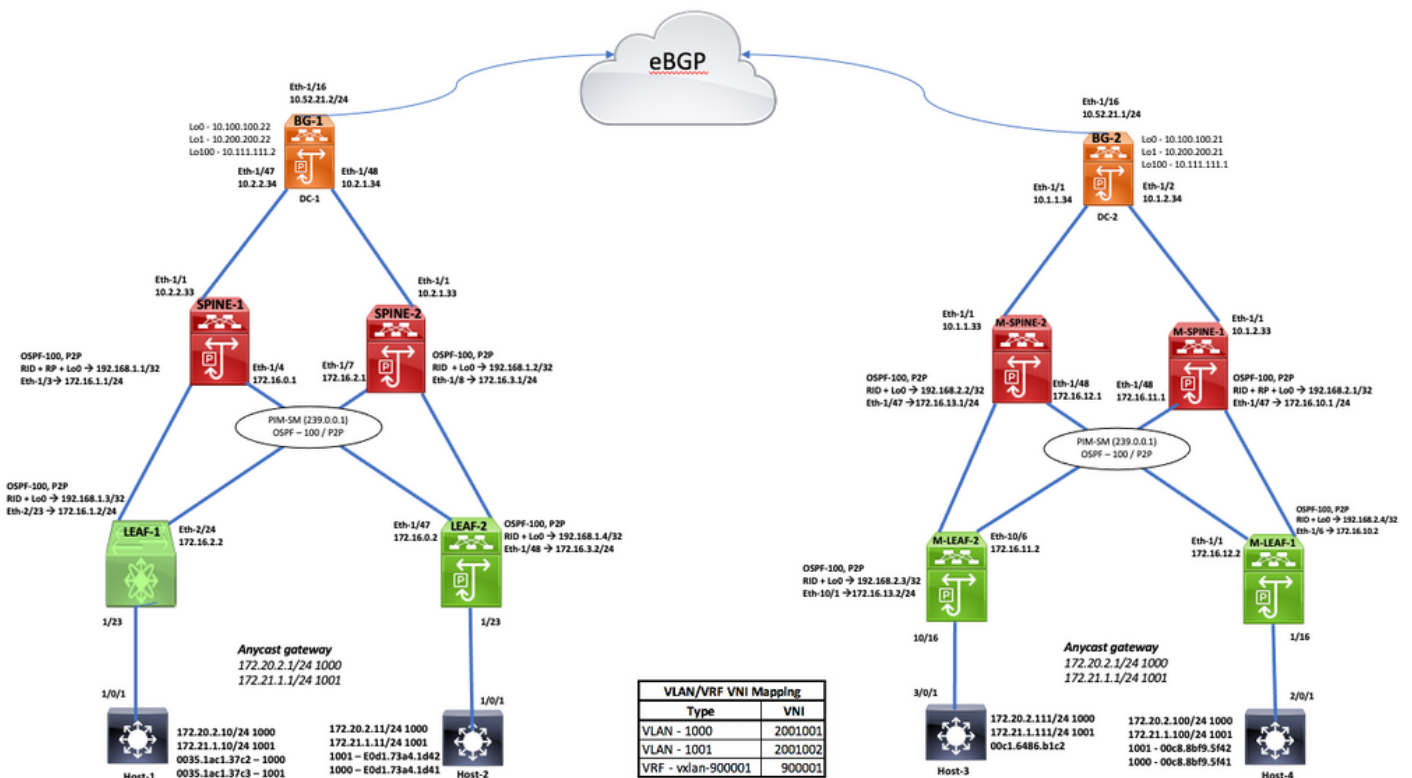 eBGP
Eth-1/16
10.52.21.2/24
BG-1
Lo0 - 10.100.100.22
Lo1 - 10.200.200.22
Lo100 - 10.111.111.2
Eth-1/47
10.2.2.34
Eth-1/48
10.2.1.34
DC-1
Eth-1/16
10.52.21.1/24
BG-2
Lo0 - 10.100.100.21
Lo1 - 10.200.200.21
Lo100 - 10.111.111.1
Eth-1/1
10.1.1.34
Eth-1/2
10.1.2.34
DC-2
Eth-1/1
10.2.2.33
SPINE-1
Eth-1/1
10.2.1.33
SPINE-2
OSPF-100, P2P
RID + RP + Lo0 → 192.168.1.1/32
Eth-1/3→ 172.16.1.1/24
Eth-1/4
172.16.0.1
Eth-1/7
172.16.2.1
OSPF-100, P2P
RID + Lo0 → 192.168.1.2/32
Eth-1/8 → 172.16.3.1/24
PIM-SM (239.0.0.1)
OSPF – 100 / P2P
Eth-1/1
10.1.1.33
M-SPINE-2
Eth-1/1
10.1.2.33
M-SPINE-1
OSPF-100, P2P
RID + Lo0 → 192.168.2.2/32
Eth-1/47 →172.16.13.1/24
Eth-1/48
172.16.12.1
Eth-1/48
172.16.11.1
OSPF-100, P2P
RID + RP + Lo0 → 192.168.2.1/32
Eth-1/47 → 172.16.10.1 /24
PIM-SM (239.0.0.1)
OSPF – 100 / P2P
OSPF-100, P2P
RID + Lo0 → 192.168.1.3/32
Eth-2/23 → 172.16.1.2/24
LEAF-1
Eth-2/24
172.16.2.2
Eth-1/47
172.16.0.2
LEAF-2
OSPF-100, P2P
RID + Lo0 → 192.168.1.4/32
Eth-1/48 → 172.16.3.2/24
M-LEAF-2
Eth-10/6
172.16.11.2
OSPF-100, P2P
RID + Lo0 → 192.168.2.3/32
Eth-10/1 →172.16.13.2/24
Eth-1/1
172.16.12.2
M-LEAF-1
OSPF-100, P2P
RID + Lo0 → 192.168.2.4/32
Eth-1/6 → 172.16.10.2
1/23
1/23
10/16
1/16
Anycast gateway
172.20.2.1/24 1000
172.21.1.1/24 1001
Anycast gateway
172.20.2.1/24 1000
172.21.1.1/24 1001
1/0/1
1/0/1
3/0/1
2/0/1
172.20.2.10/24 1000
172.21.1.10/24 1001
0035.1ac1.37c2 – 1000
0035.1ac1.37c3 – 1001
Host-1
172.20.2.11/24 1000
172.21.1.11/24 1001
1001 – E0d1.73a4.1d42
1000 – E0d1.73a4.1d41
Host-2
VLAN/VRF VNI Mapping
Type VNI
VLAN - 1000 2001001
VLAN - 1001 2001002
VRF - vxlan-900001 900001
172.20.2.111/24 1000
172.21.1.111/24 1001
00c1.6486.b1c2
Host-3
172.20.2.100/24 1000
172.21.1.100/24 1001
1001 - 00c8.8bf9.5f42
1000 - 00c8.8bf9.5f41
Host-4